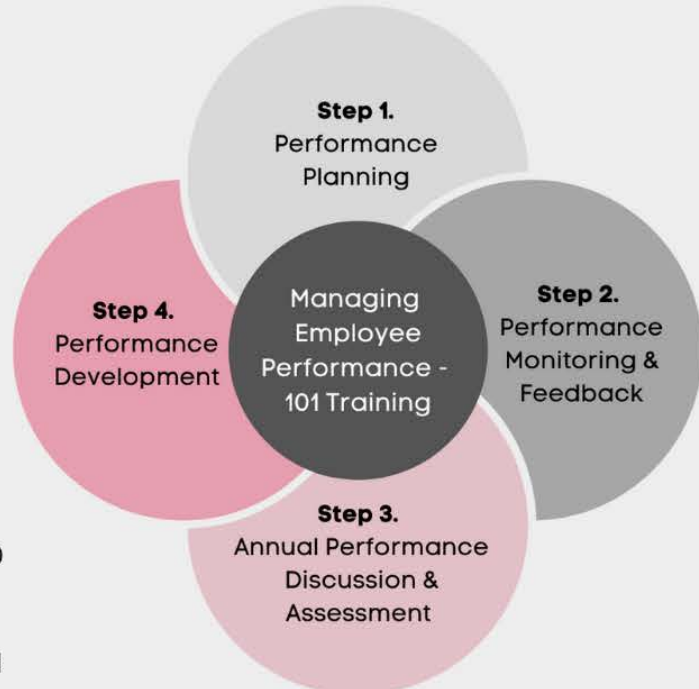 Step 1.
Performance
Planning
Step 2.
Performance
Monitoring &
Feedback
Managing
Employee
Performance -
101 Training
Step 4.
Performance
Development
Step 3.
Annual Performance
Discussion &
Assessment